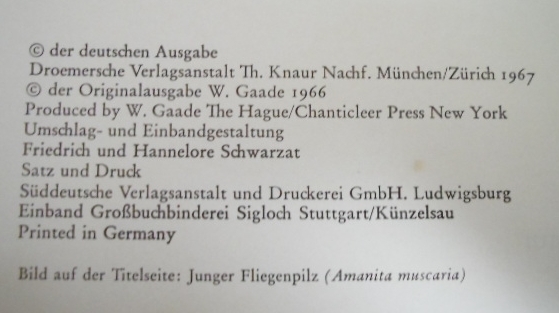 © der deutschen Ausgabe
Droemersche Verlagsanstalt Th. Knaur Nachf. München/Zürich 1967
© der Originalausgabe W. Gaade 1966
Produced by W. Gaade The Hague/Chanticleer Press New York
Umschlag- und Einbandgestaltung
Friedrich und Hannelore Schwarzat
Satz und Druck
Süddeutsche Verlagsanstalt und Druckerei GmbH. Ludwigsburg
Einband Großbuchbinderei Sigloch Stuttgart/Künzelsau
Printed in Germany
Bild auf der Titelseite: Junger Fliegenpilz (Amanita muscaria)